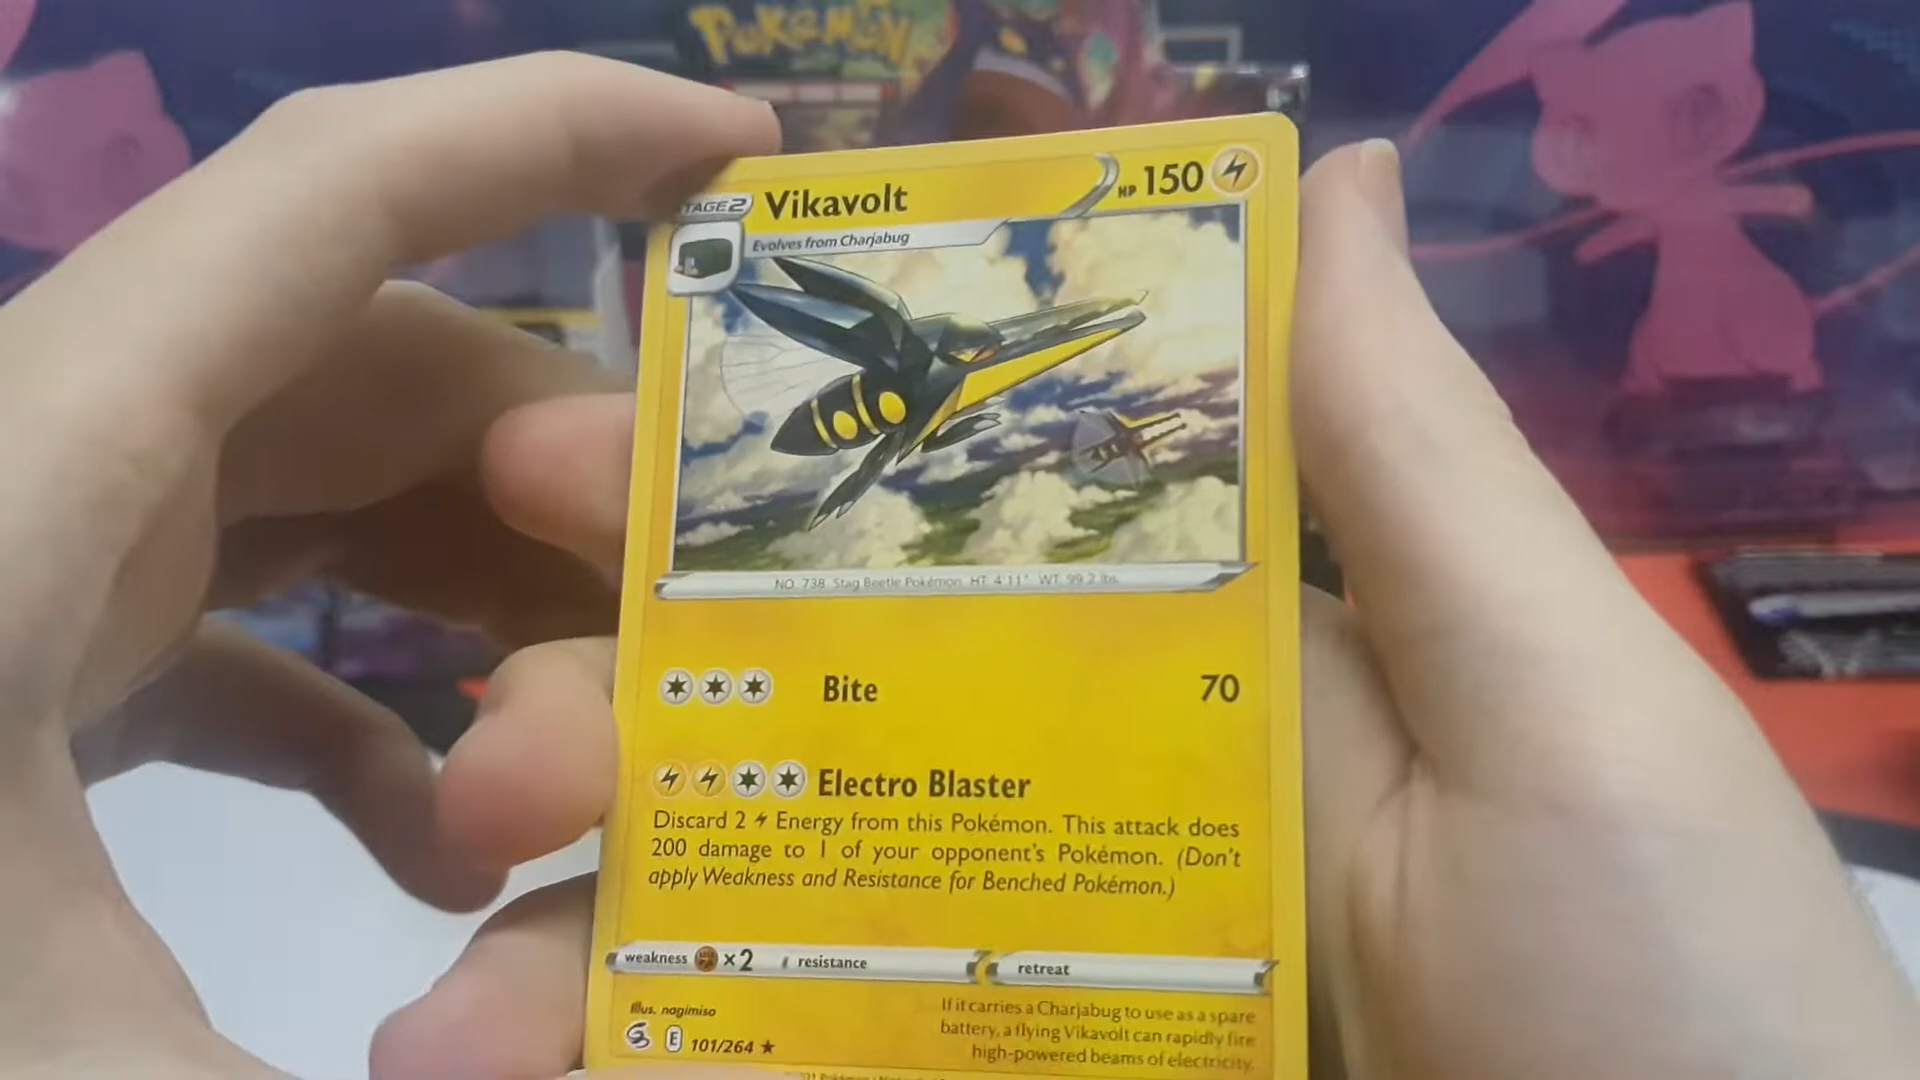 POKéMON
TAGE2 Vikavolt HP 150
Evolves from Charjabug
NO. 738 Stag Beetle Pokémon HT 4'11" WT 99.2 lbs.
Bite 70
Electro Blaster
Discard 2 Energy from this Pokémon. This attack does
200 damage to 1 of your opponent's Pokémon. (Don't
apply Weakness and Resistance for Benched Pokémon.)
weakness ×2 resistance retreat
Illus. nagimiso
E 101/264 ★
If it carries a Charjabug to use as a spare
battery, a flying Vikavolt can rapidly fire
high-powered beams of electricity.